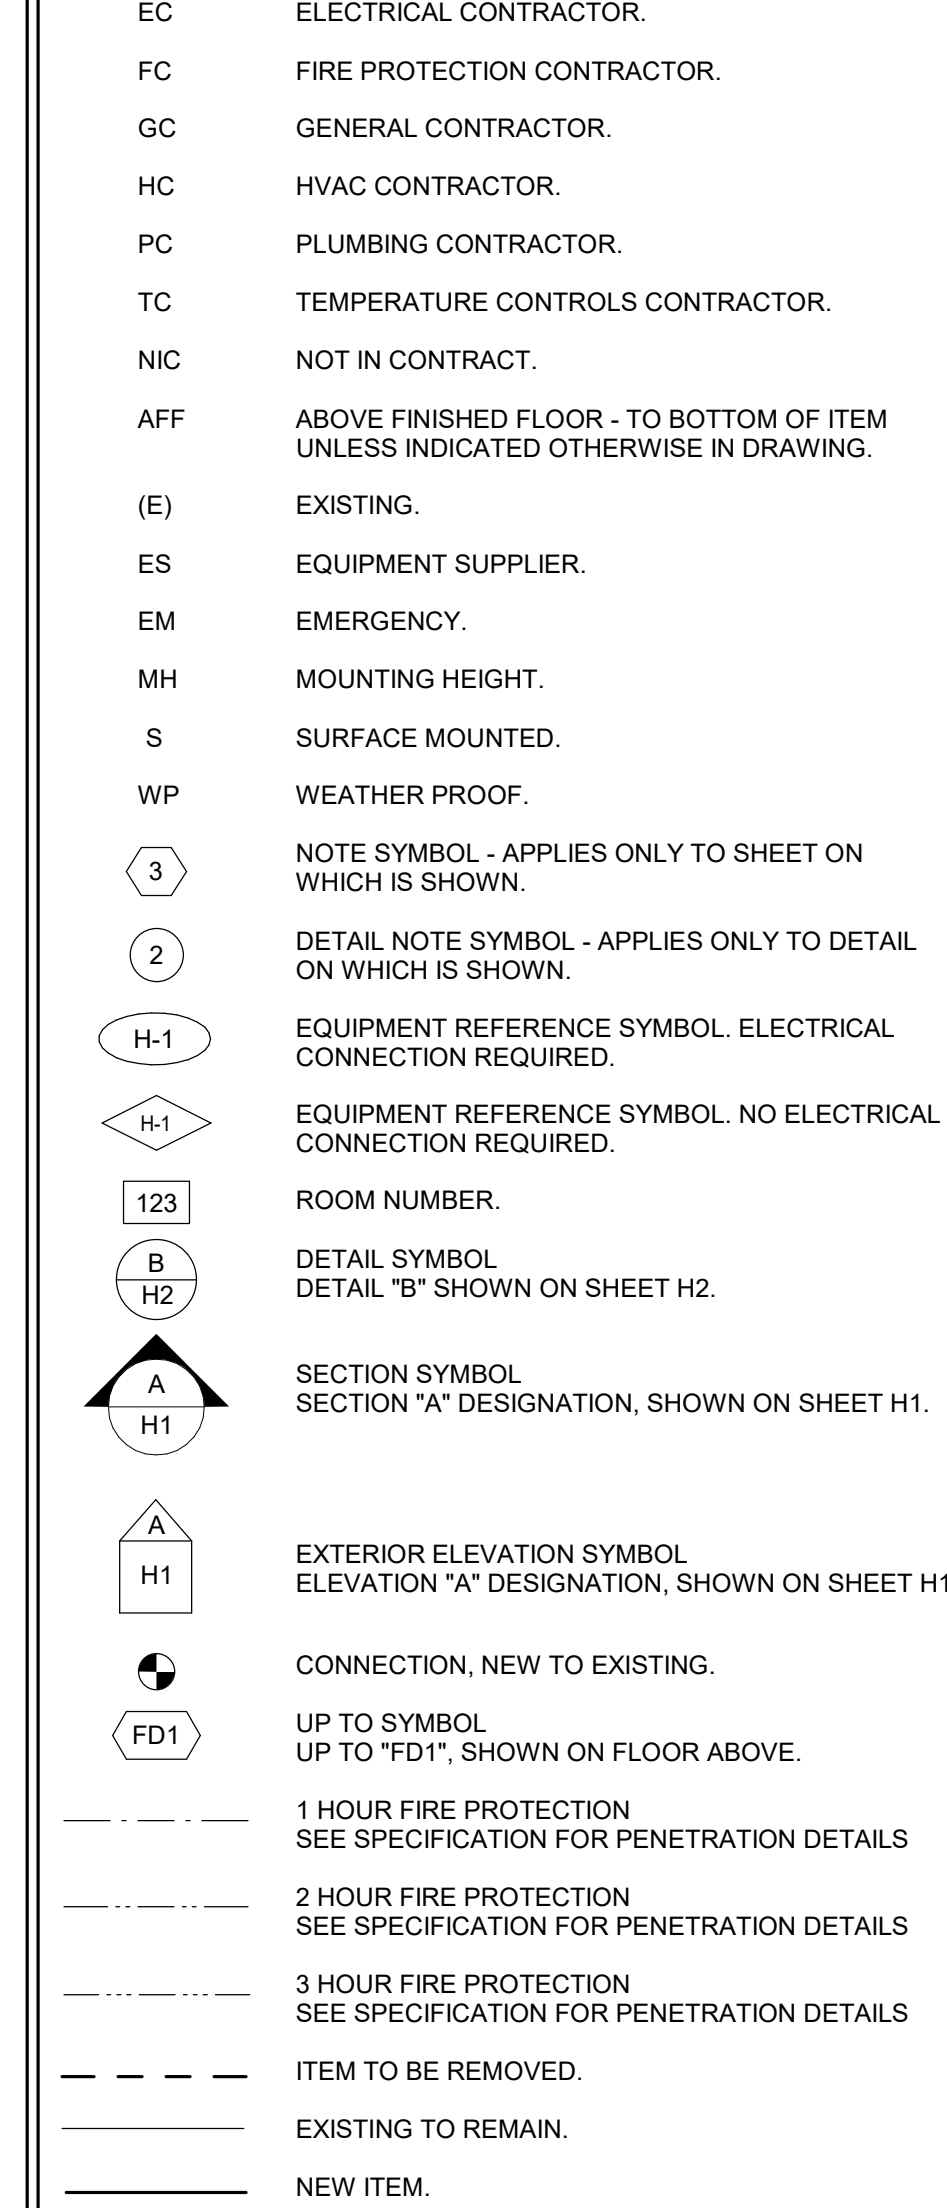 EC ELECTRICAL CONTRACTOR.
FC FIRE PROTECTION CONTRACTOR.
GC GENERAL CONTRACTOR.
HC HVAC CONTRACTOR.
PC PLUMBING CONTRACTOR.
TC TEMPERATURE CONTROLS CONTRACTOR.
NIC NOT IN CONTRACT.
AFF ABOVE FINISHED FLOOR - TO BOTTOM OF ITEM
UNLESS INDICATED OTHERWISE IN DRAWING.
(E) EXISTING.
ES EQUIPMENT SUPPLIER.
EM EMERGENCY.
MH MOUNTING HEIGHT.
S SURFACE MOUNTED.
WP WEATHER PROOF.
3 NOTE SYMBOL - APPLIES ONLY TO SHEET ON
WHICH IS SHOWN.
2 DETAIL NOTE SYMBOL - APPLIES ONLY TO DETAIL
ON WHICH IS SHOWN.
H-1 EQUIPMENT REFERENCE SYMBOL. ELECTRICAL
CONNECTION REQUIRED.
H-1 EQUIPMENT REFERENCE SYMBOL. NO ELECTRICAL
CONNECTION REQUIRED.
123 ROOM NUMBER.
B DETAIL SYMBOL
H2 DETAIL "B" SHOWN ON SHEET H2.
A SECTION SYMBOL
H1 SECTION "A" DESIGNATION, SHOWN ON SHEET H1.
A
EXTERIOR ELEVATION SYMBOL
H1 ELEVATION "A" DESIGNATION, SHOWN ON SHEET H1
CONNECTION, NEW TO EXISTING.
FD1 UP TO SYMBOL
UP TO "FD1", SHOWN ON FLOOR ABOVE.
1 HOUR FIRE PROTECTION
SEE SPECIFICATION FOR PENETRATION DETAILS
2 HOUR FIRE PROTECTION
SEE SPECIFICATION FOR PENETRATION DETAILS
3 HOUR FIRE PROTECTION
SEE SPECIFICATION FOR PENETRATION DETAILS
ITEM TO BE REMOVED.
EXISTING TO REMAIN.
NEW ITEM.